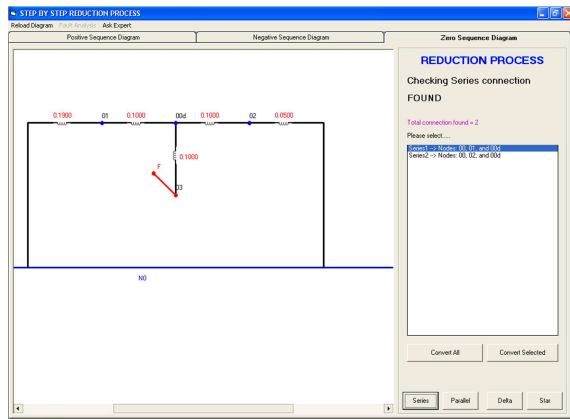 STEP BY STEP REDUCTION PROCESS
Reload Diagram Fault Analysis Ask Expert
Positive Sequence Diagram Negative Sequence Diagram Zero Sequence Diagram
REDUCTION PROCESS
Checking Series connection
FOUND
Total connection found = 2
Please select.....
Series1 --> Nodes: 00, 01, and 00d
Series2 --> Nodes: 00, 02, and 00d
0.1900 01 0.1000 00d 0.1000 02 0.0500
0.1000
F
03
N0
Convert All Convert Selected
Series Parallel Delta Star